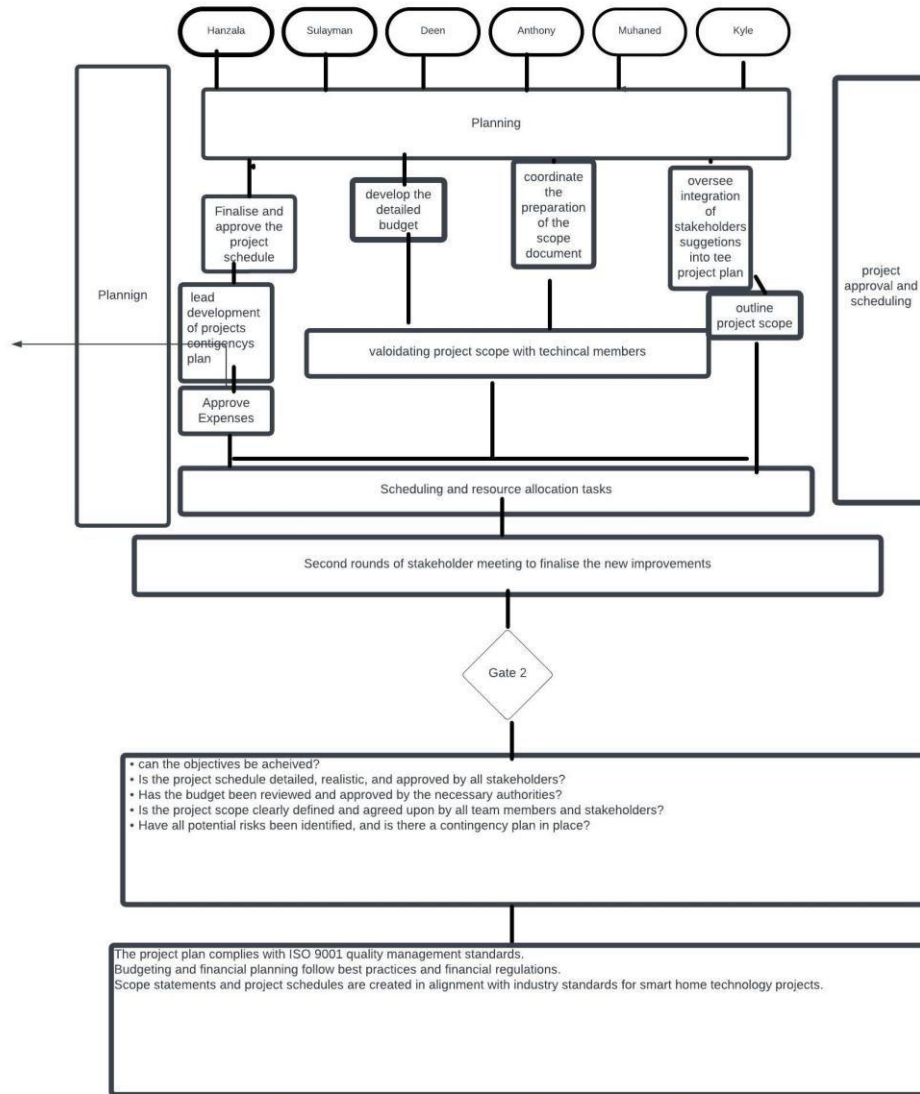 Hanzala
Sulayman
Deen
Anthony
Muhaned
Kyle
Planning
Plannign
Finalise and
approve the
project
schedule
develop the
detailed
budget
coordinate
the
preparation
of the
scope
document
oversee
integration
of
stakeholders
suggetions
into tee
project plan
project
approval and
scheduling
lead
development
of projects
contigencys
plan
outline
project scope
valoidating project scope with techincal members
Approve
Expenses
Scheduling and resource allocation tasks
Second rounds of stakeholder meeting to finalise the new improvements
Gate 2
• can the objectives be acheived?
• Is the project schedule detailed, realistic, and approved by all stakeholders?
• Has the budget been reviewed and approved by the necessary authorities?
• Is the project scope clearly defined and agreed upon by all team members and stakeholders?
• Have all potential risks been identified, and is there a contingency plan in place?
The project plan complies with ISO 9001 quality management standards.
Budgeting and financial planning follow best practices and financial regulations.
Scope statements and project schedules are created in alignment with industry standards for smart home technology projects.